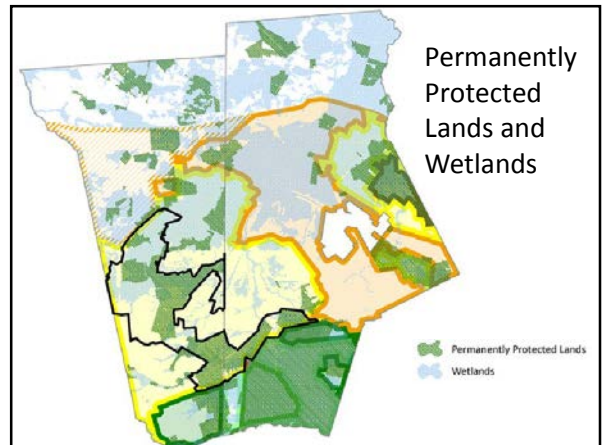 Permanently
Protected
Lands and
Wetlands
Permanently Protected Lands
Wetlands